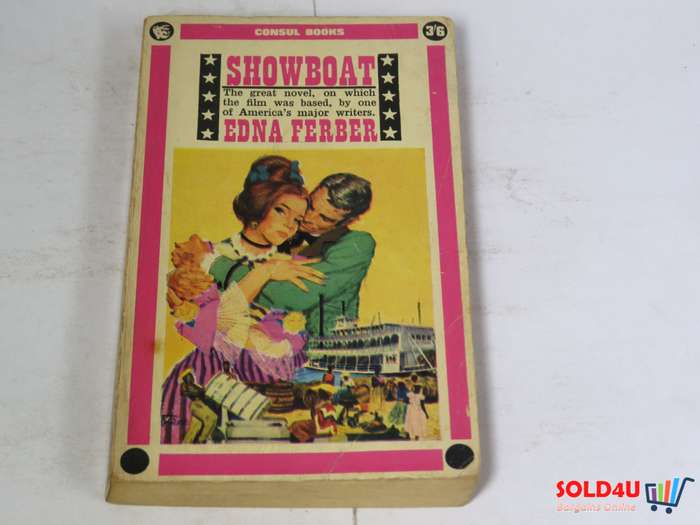 CONSUL BOOKS
3'6
SHOWBOAT
The great novel, on which
the film was based, by one
of America's major writers.
EDNA FERBER
SOLD4U
Bargains Online